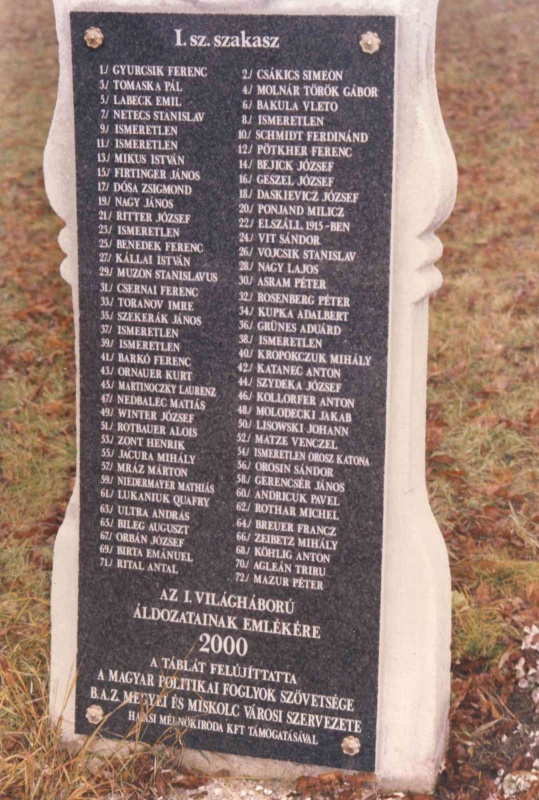 I. sz. szakasz
1./ GYURCSIK FERENC
3./ TOMASKA PÁL
5./ LABECK EMIL
7./ NETECS STANISLAV
9./ ISMERETLEN
11./ ISMERETLEN
13./ MIKUS ISTVÁN
15./ FIRTINGER JÁNOS
17./ DÓSA ZSIGMOND
19./ NAGY JÁNOS
21./ RITTER JÓZSEF
23./ ISMERETLEN
25./ BENEDEK FERENC
27./ KÁLLAI ISTVÁN
29./ MUZON STANISLAVUS
31./ CSERNAI FERENC
33./ TORANOV IMRE
35./ SZEKERÁK JÁNOS
37./ ISMERETLEN
39./ ISMERETLEN
41./ BARKÓ FERENC
43./ ORNAUER KURT
45./ MARTINOCZKY LAURENZ
47./ NEDBALEC MATIÁS
49./ WINTER JÓZSEF
51./ ROTBAUER ALOIS
53./ ZONT HENRIK
55./ JACURA MIHÁLY
57./ MRÁZ MÁRTON
59./ NIEDERMAYER MATHIÁS
61./ LUKANIUK QUAFRY
63./ ULTRA ANDRÁS
65./ BILEG AUGUSZT
67./ ORBÁN JÓZSEF
69./ BIRTA EMÁNUEL
71./ RITAL ANTAL
2./ CSÁKICS SIMEON
4./ MOLNÁR TÖRÖK GÁBOR
6./ BAKULA VLETO
8./ ISMERETLEN
10./ SCHMIDT FERDINÁND
12./ PÖTKHER FERENC
14./ BEJICK JÓZSEF
16./ GESZEL JÓZSEF
18./ DASKIEVICZ JÓZSEF
20./ PONJAND MILICZ
22./ ELSZÁLL. 1915-BEN
24./ VIT SÁNDOR
26./ VOJCSIK STANISLAV
28./ NAGY LAJOS
30./ ASRAM PÉTER
32./ ROSENBERG PÉTER
34./ KUPKA ADALBERT
36./ GRÜNES ADUÁRD
38./ ISMERETLEN
40./ KROPOKCZUK MIHÁLY
42./ KATANEC ANTON
44./ SZYDEKA JÓZSEF
46./ KOLLORFER ANTON
48./ MOLODECKI JAKAB
50./ LISOWSKI JOHANN
52./ MATZE VENCZEL
54./ ISMERETLEN OROSZ KATONA
56./ OROSIN SÁNDOR
58./ GERENCSÉR JÁNOS
60./ ANDRICUK PAVEL
62./ ROTHAR MICHEL
64./ BREUER FRANCZ
66./ ZEIBETZ MIHÁLY
68./ KÖHLIG ANTON
70./ AGLEÁN TRIRU
72./ MAZUR PÉTER
AZ I. VILÁGHÁBORÚ
ÁLDOZATAINAK EMLÉKÉRE
2000
A TÁBLÁT FELÚJÍTTATTA
A MAGYAR POLITIKAI FOGLYOK SZÖVETSÉGE
B.A.Z. MEGYEI ÉS MISKOLC VÁROSI SZERVEZETE
MÉLNÖKIRODA KFT TÁMOGATÁSÁVAL